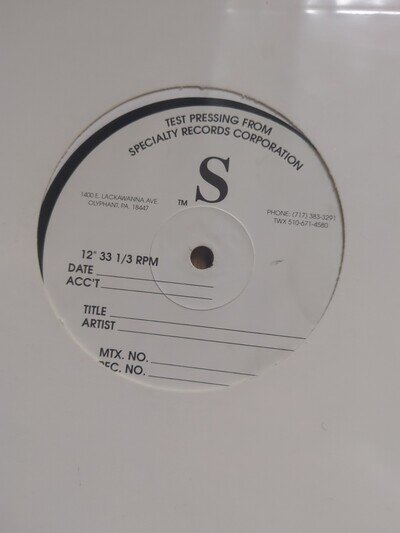 TEST PRESSING FROM
SPECIALTY RECORDS CORPORATION
S
TM
1400 E. LACKAWANNA AVE
OLYPHANT, PA. 18447
PHONE: (717) 383-3291
TWX 510-671-4580
12" 33 1/3 RPM
DATE
ACC'T
TITLE
ARTIST
MTX. NO.
EC. NO.